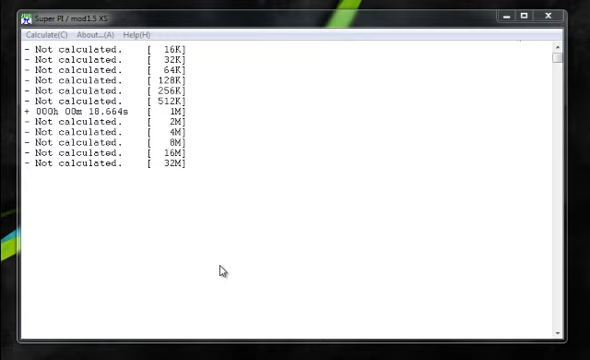 Super PI / mod1.5 XS
Calculate(C) About...(A) Help(H)
- Not calculated. [ 16K]
- Not calculated. [ 32K]
- Not calculated. [ 64K]
- Not calculated. [ 128K]
- Not calculated. [ 256K]
- Not calculated. [ 512K]
+ 000h 00m 18.664s [ 1M]
- Not calculated. [ 2M]
- Not calculated. [ 4M]
- Not calculated. [ 8M]
- Not calculated. [ 16M]
- Not calculated. [ 32M]